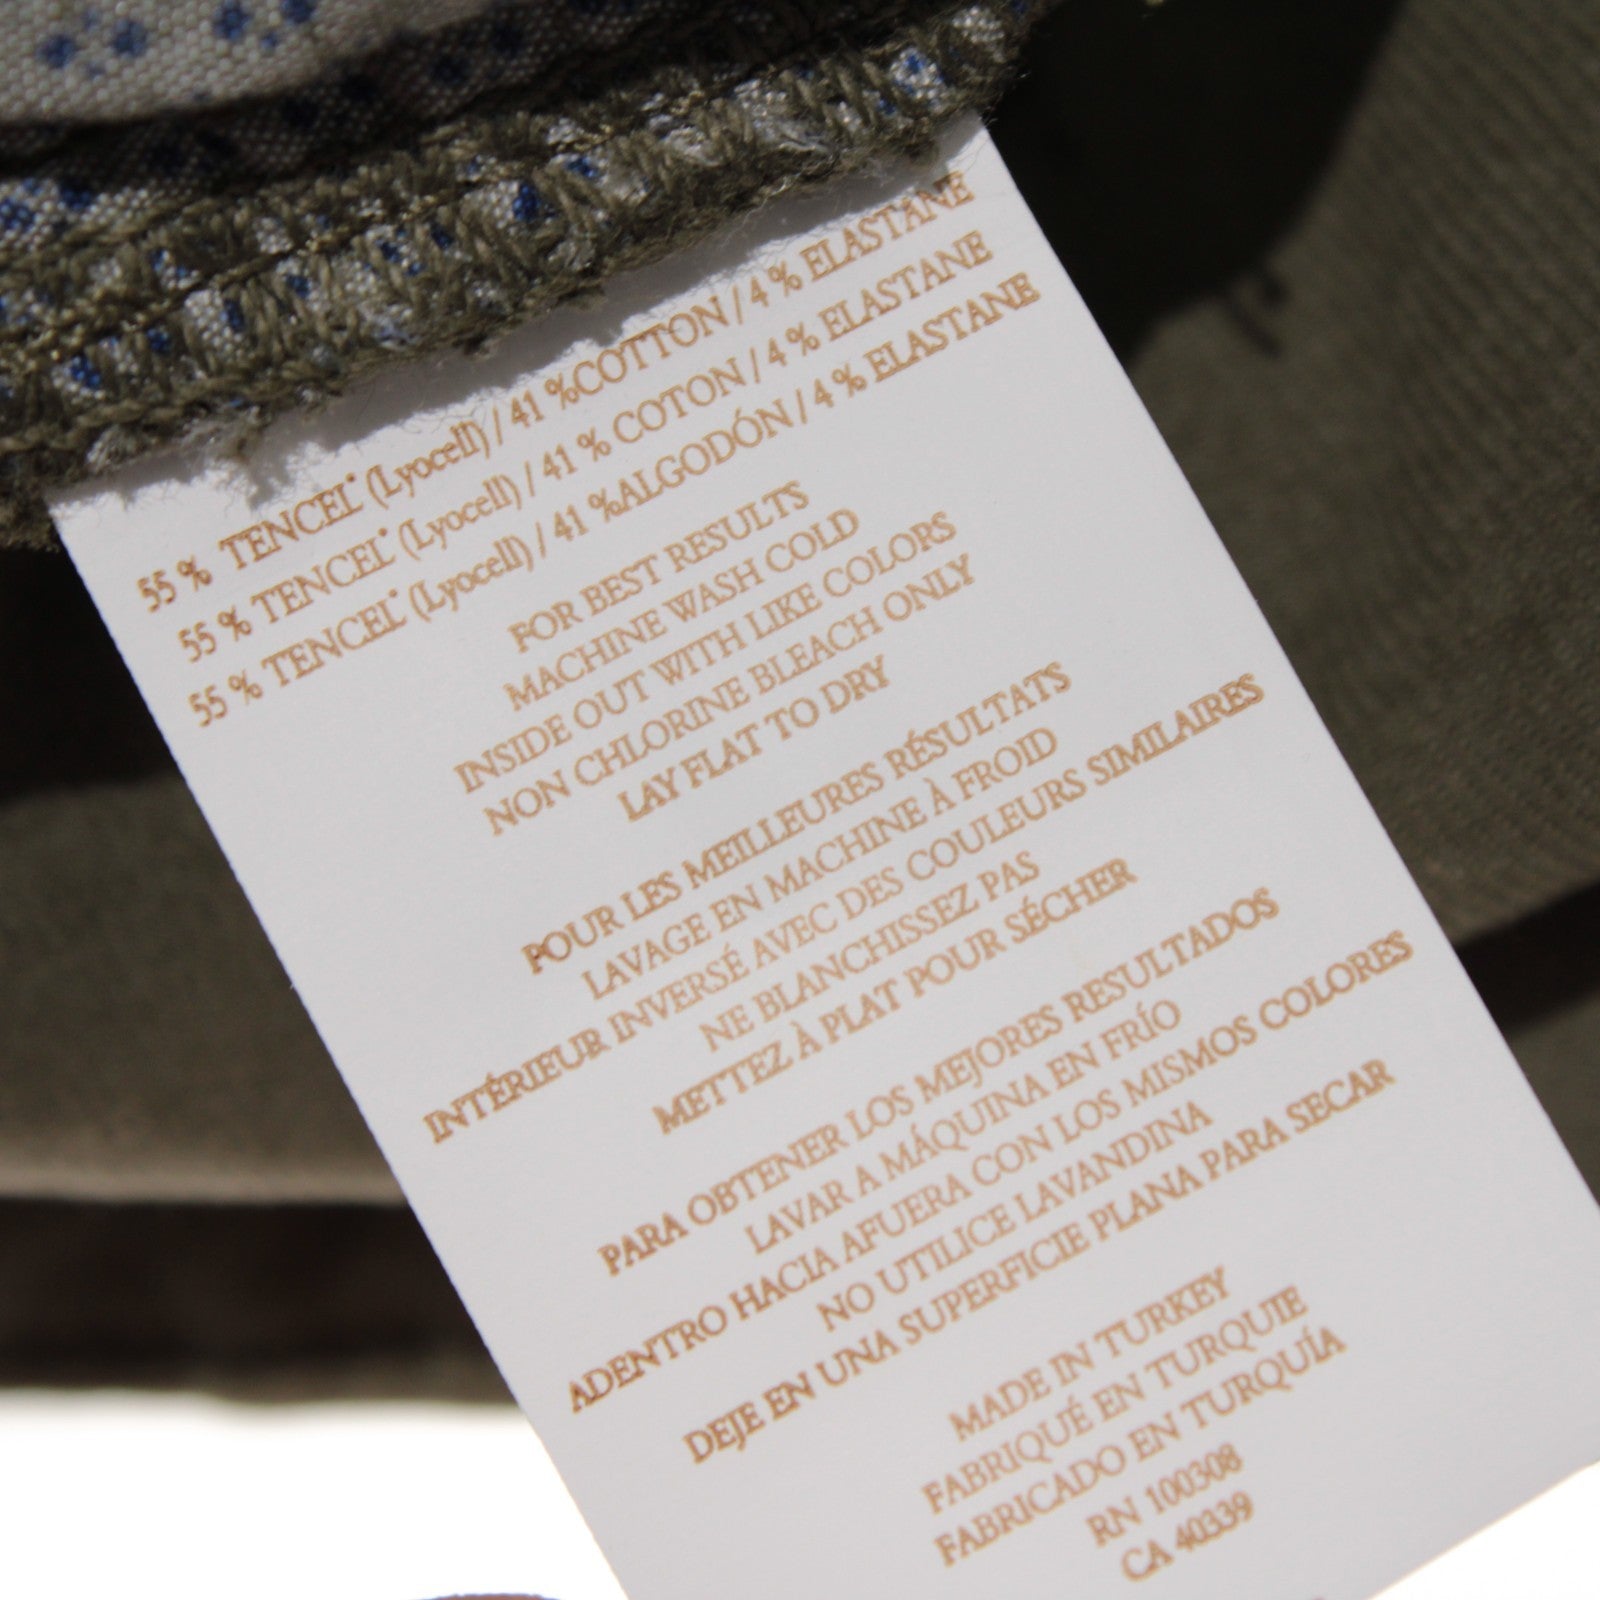 55 % TENCEL® (Lyocell) / 41 %COTTON / 4 % ELASTANE
55 % TENCEL® (Lyocell) / 41 % COTON / 4 % ELASTANE
55 % TENCEL® (Lyocell) / 41 %ALGODÓN / 4 % ELASTANE
FOR BEST RESULTS
MACHINE WASH COLD
INSIDE OUT WITH LIKE COLORS
NON CHLORINE BLEACH ONLY
LAY FLAT TO DRY
POUR LES MEILLEURES RÉSULTATS
LAVAGE EN MACHINE À FROID
INTÉRIEUR INVERSÉ AVEC DES COULEURS SIMILAIRES
NE BLANCHISSEZ PAS
METTEZ À PLAT POUR SÉCHER
PARA OBTENER LOS MEJORES RESULTADOS
LAVAR A MÁQUINA EN FRÍO
ADENTRO HACIA AFUERA CON LOS MISMOS COLORES
NO UTILICE LAVANDINA
DEJE EN UNA SUPERFICIE PLANA PARA SECAR
MADE IN TURKEY
FABRIQUÉ EN TURQUIE
FABRICADO EN TURQUÍA
RN 100308
CA 40339